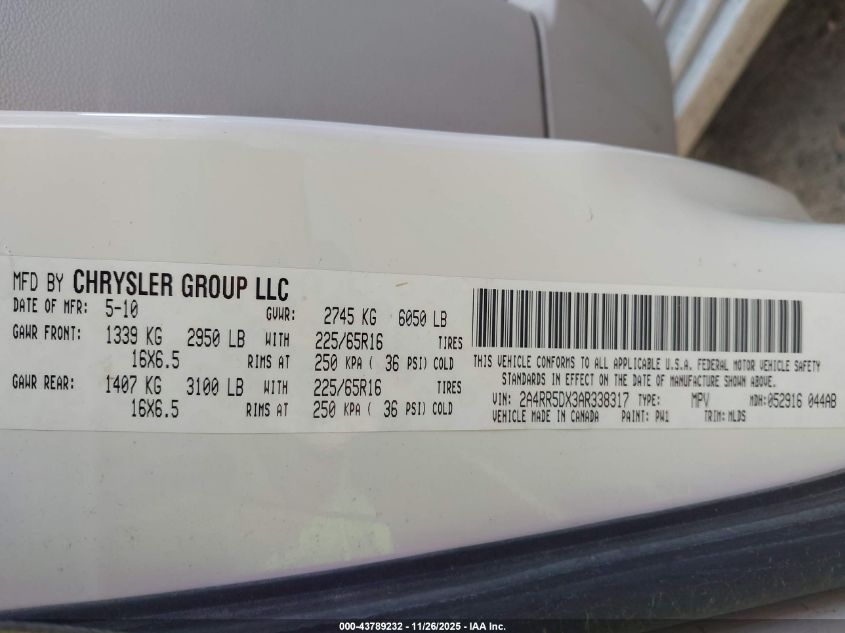 MFD BY CHRYSLER GROUP LLC
DATE OF MFR: 5-10 GVWR: 2745 KG 6050 LB
GAWR FRONT: 1339 KG 2950 LB WITH 225/65R16 TIRES
16X6.5 RIMS AT 250 KPA ( 36 PSI) COLD
GAWR REAR: 1407 KG 3100 LB WITH 225/65R16 TIRES
16X6.5 RIMS AT 250 KPA ( 36 PSI) COLD
THIS VEHICLE CONFORMS TO ALL APPLICABLE U.S.A. FEDERAL MOTOR VEHICLE SAFETY
STANDARDS IN EFFECT ON THE DATE OF MANUFACTURE SHOWN ABOVE.
VIN: 2A4RR5DX3AR338317 TYPE: MPV MDH: 052916 044AB
VEHICLE MADE IN CANADA PAINT: PW1 TRIM: MLDS
000-43789232 - 11/26/2025 - IAA Inc.